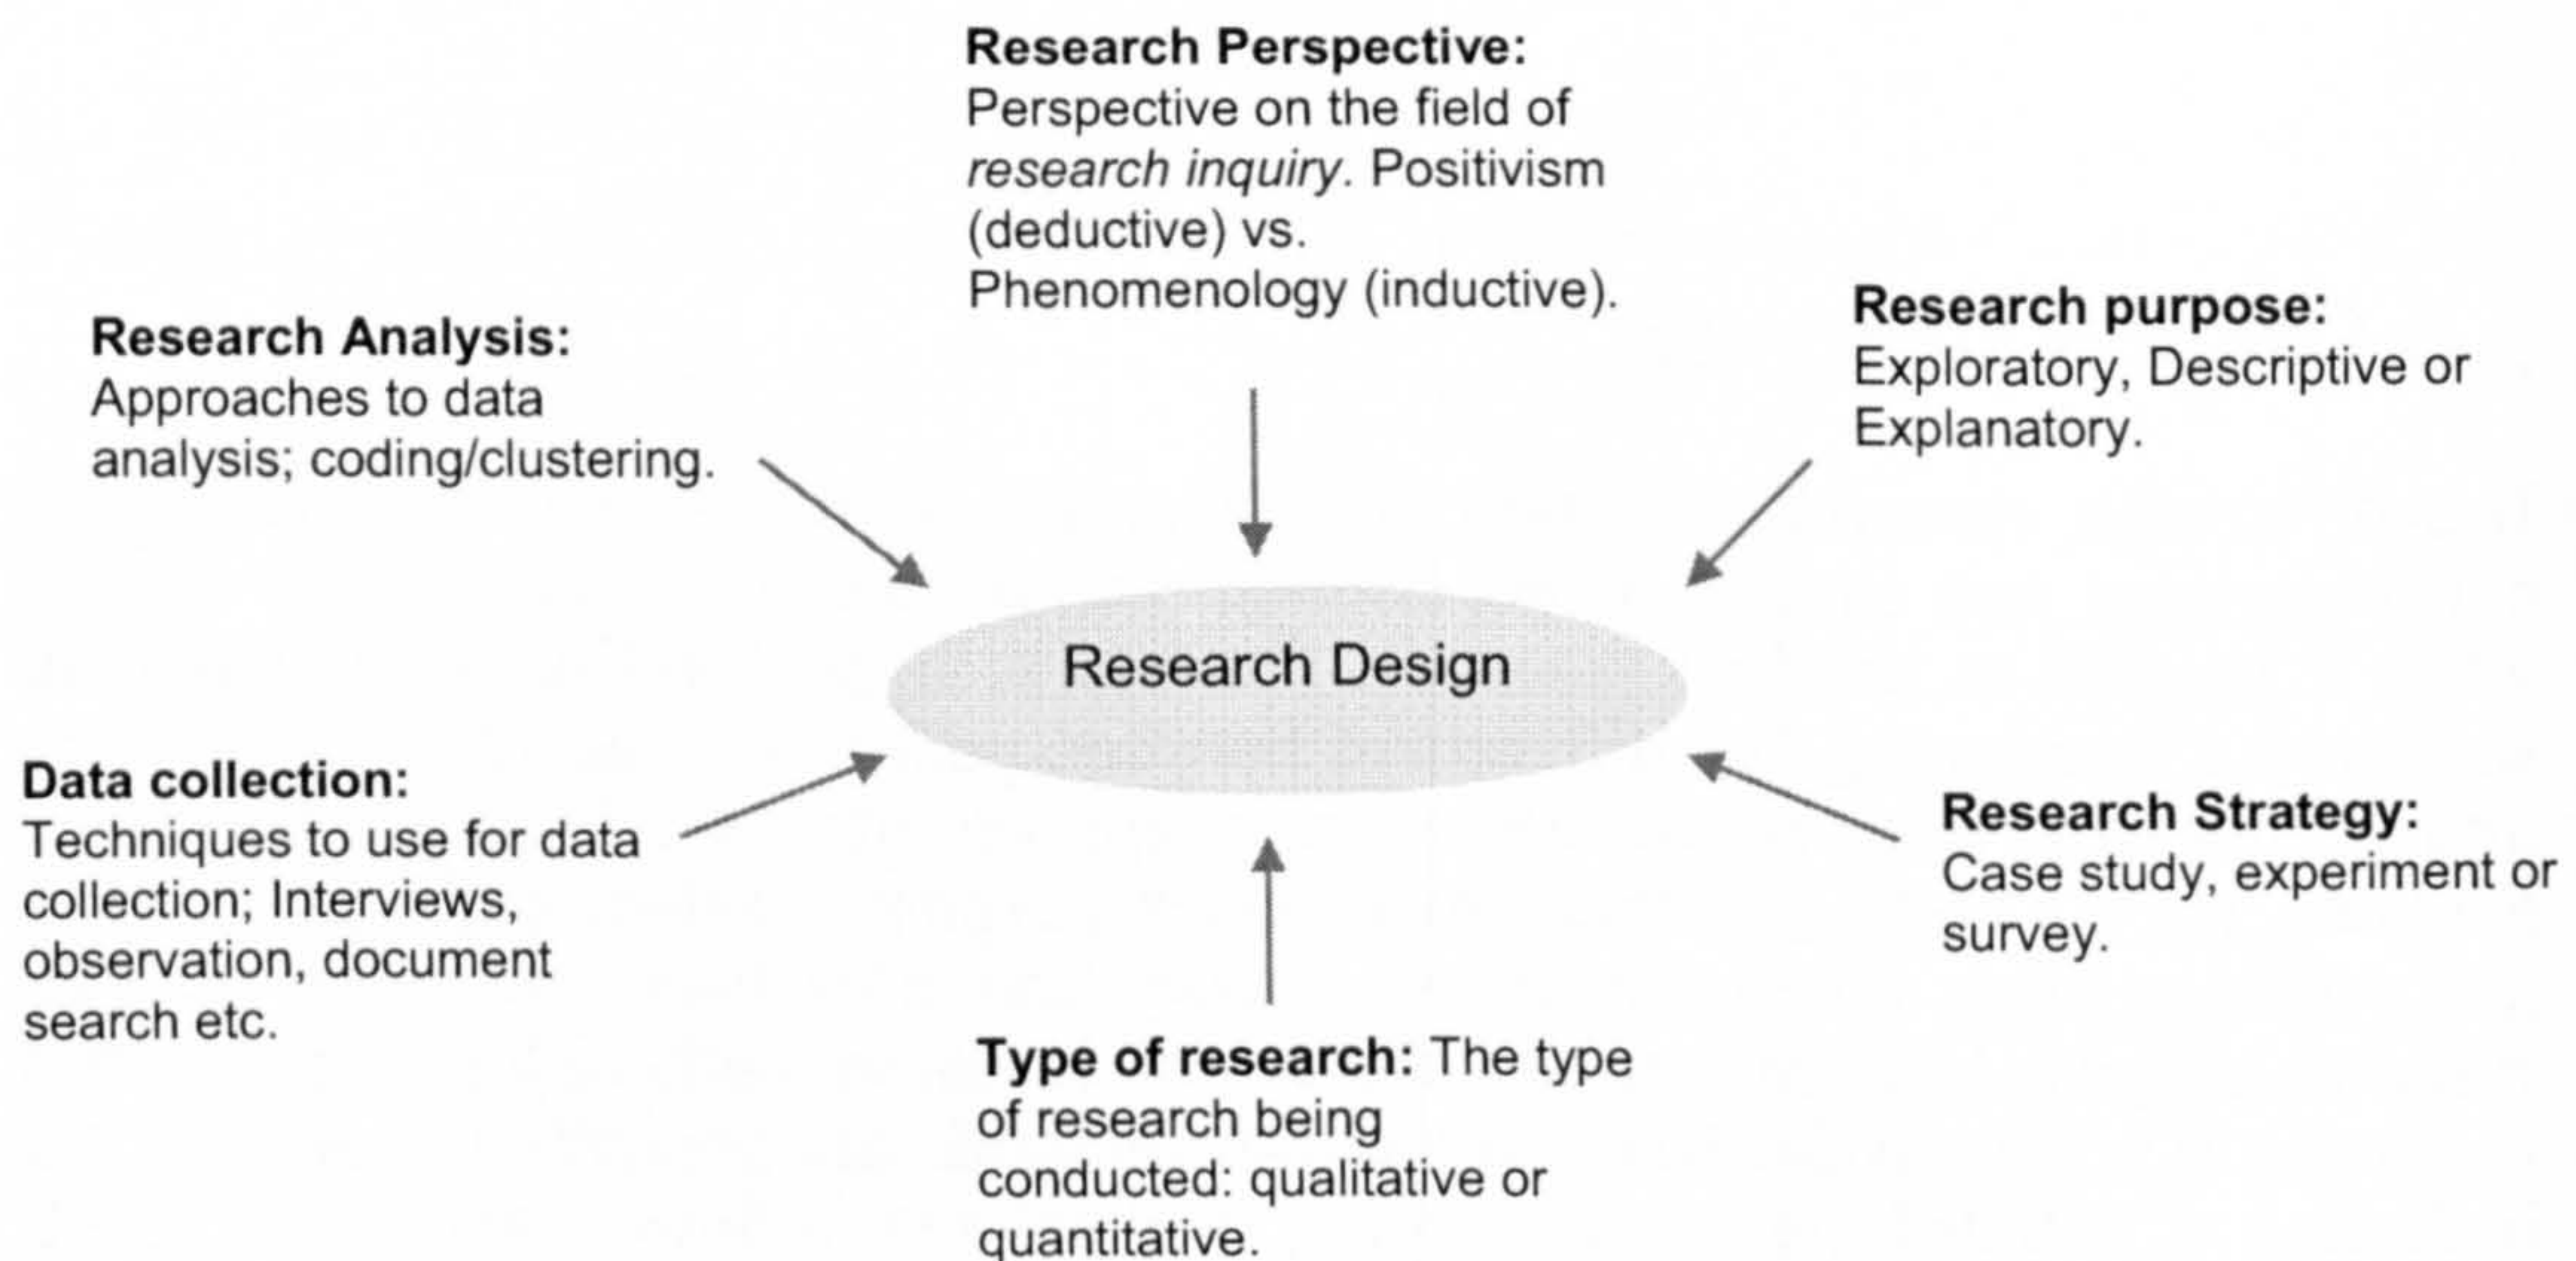 Research Perspective:
Perspective on the field of
research inquiry. Positivism
(deductive) vs.
Phenomenology (inductive).
Research Analysis:
Approaches to data
analysis; coding/clustering.
Research purpose:
Exploratory, Descriptive or
Explanatory.
Research Design
Data collection:
Techniques to use for data
collection; Interviews,
observation, document
search etc.
Research Strategy:
Case study, experiment or
survey.
Type of research: The type
of research being
conducted: qualitative or
quantitative.